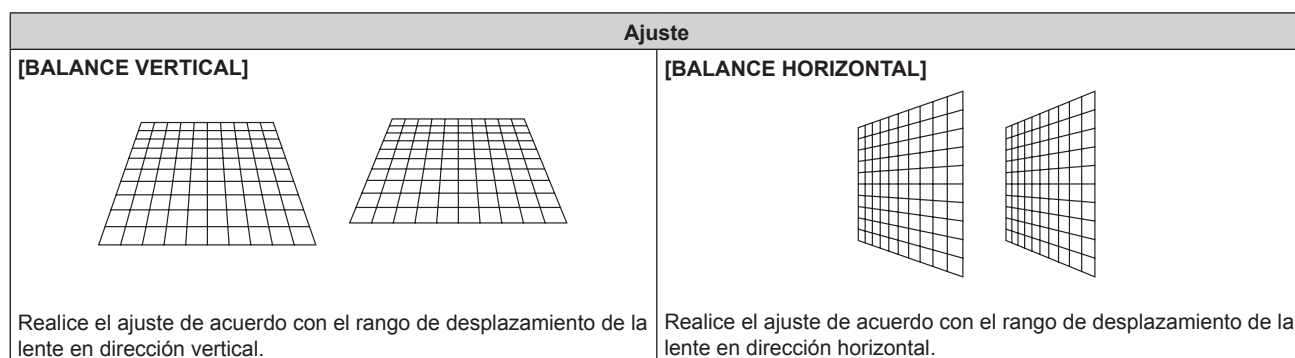 Ajuste
[BALANCE VERTICAL]
Realice el ajuste de acuerdo con el rango de desplazamiento de la
lente en dirección vertical.
[BALANCE HORIZONTAL]
Realice el ajuste de acuerdo con el rango de desplazamiento de la
lente en dirección horizontal.